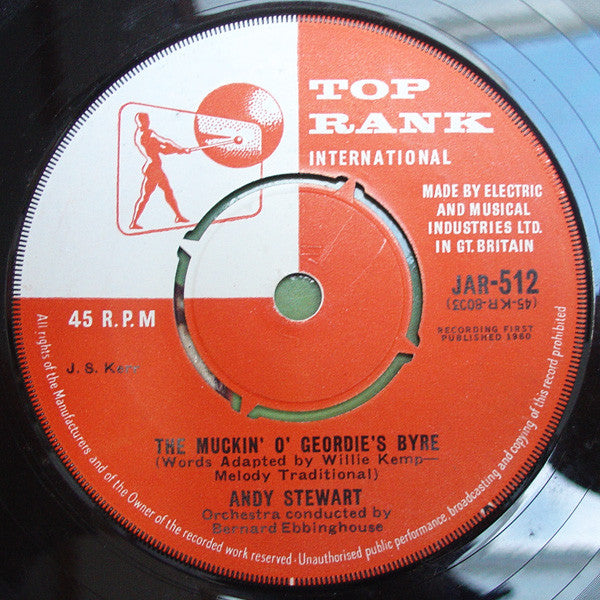 TOP
RANK
INTERNATIONAL
MADE BY ELECTRIC
AND MUSICAL
INDUSTRIES LTD.
IN GT. BRITAIN
JAR-512
(45-K-R-8033)
RECORDING FIRST
PUBLISHED 1960
45 R.P.M
J. S. Kerr
THE MUCKIN' O' GEORDIE'S BYRE
(Words Adapted by Willie Kemp—
Melody Traditional)
ANDY STEWART
Orchestra conducted by
Bernard Ebbinghouse
All rights of the Manufacturers and of the Owner of the recorded work reserved · Unauthorised public performance, broadcasting and copying of this record prohibited